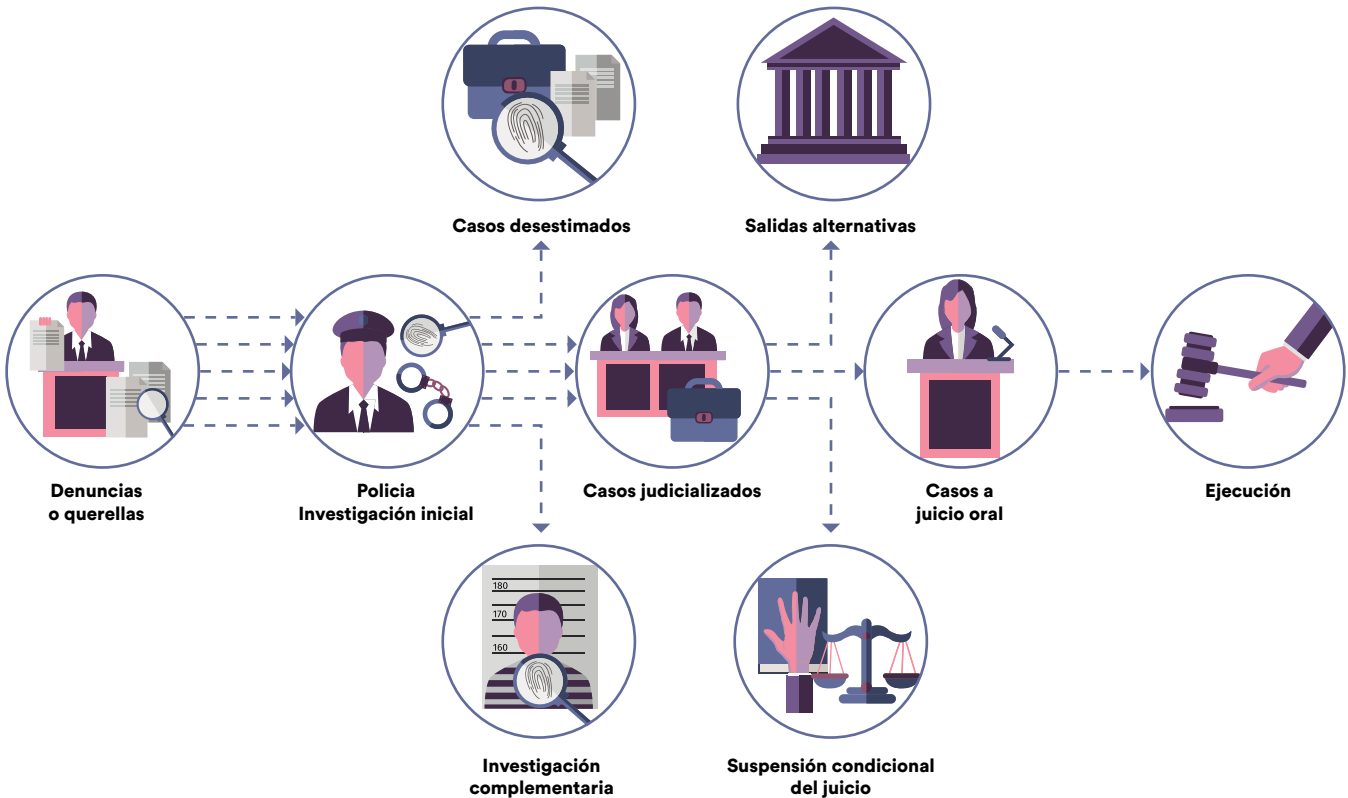 Casos desestimados
Salidas alternativas
Denuncias
o querellas
Policia
Investigación inicial
Casos judicializados
Casos a
juicio oral
Ejecución
180
170
160
Investigación
complementaria
Suspensión condicional
del juicio